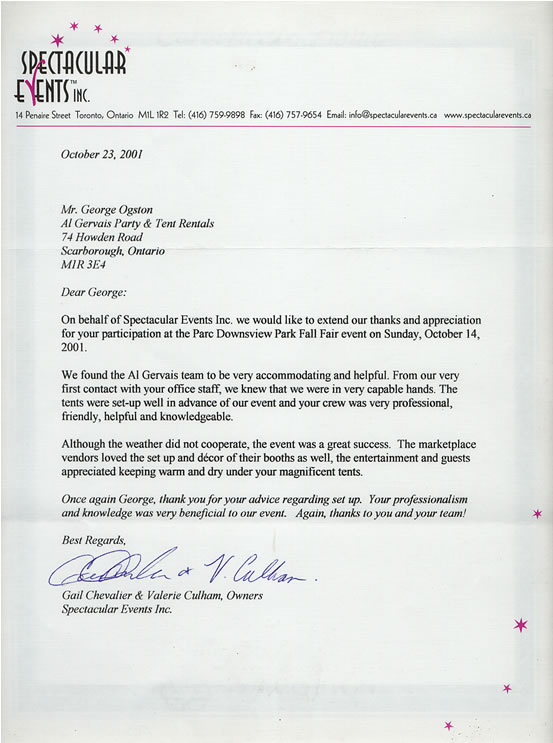 SPECTACULAR
EVENTS™ INC.
14 Penaire Street Toronto, Ontario M1L 1R2 Tel: (416) 759-9898 Fax: (416) 757-9654 Email: info@spectacularevents.ca www.spectacularevents.ca
October 23, 2001
Mr. George Ogston
Al Gervais Party & Tent Rentals
74 Howden Road
Scarborough, Ontario
M1R 3E4
Dear George:
On behalf of Spectacular Events Inc. we would like to extend our thanks and appreciation
for your participation at the Parc Downsview Park Fall Fair event on Sunday, October 14,
2001.
We found the Al Gervais team to be very accommodating and helpful. From our very
first contact with your office staff, we knew that we were in very capable hands. The
tents were set-up well in advance of our event and your crew was very professional,
friendly, helpful and knowledgeable.
Although the weather did not cooperate, the event was a great success. The marketplace
vendors loved the set up and décor of their booths as well, the entertainment and guests
appreciated keeping warm and dry under your magnificent tents.
Once again George, thank you for your advice regarding set up. Your professionalism
and knowledge was very beneficial to our event. Again, thanks to you and your team!
Best Regards,
& V. Culham.
Gail Chevalier & Valerie Culham, Owners
Spectacular Events Inc.